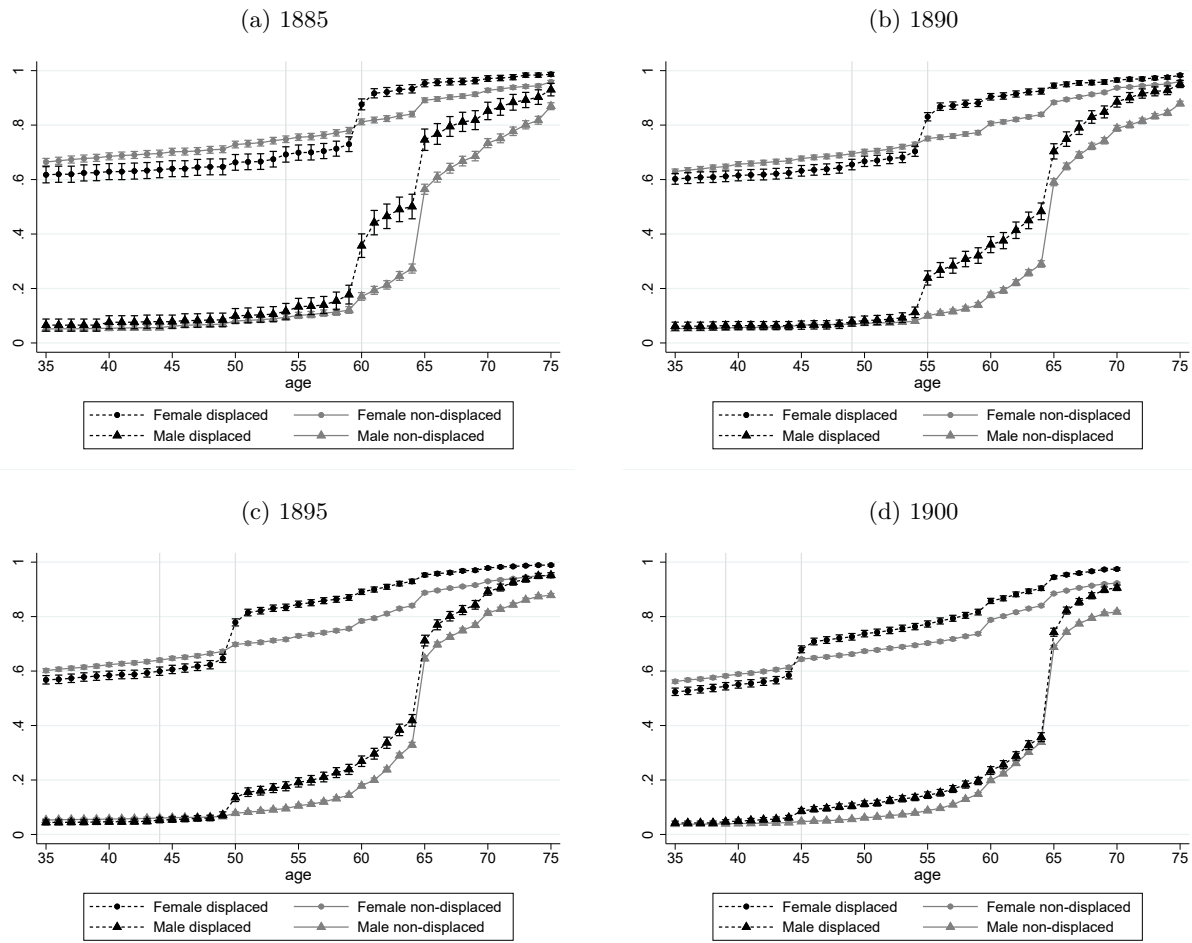 (a) 1885
1
.8
.6
.4
.2
0
35 40 45 50 55 60 65 70 75
age
Female displaced Female non-displaced
Male displaced Male non-displaced
(b) 1890
1
.8
.6
.4
.2
0
35 40 45 50 55 60 65 70 75
age
Female displaced Female non-displaced
Male displaced Male non-displaced
(c) 1895
1
.8
.6
.4
.2
0
35 40 45 50 55 60 65 70 75
age
Female displaced Female non-displaced
Male displaced Male non-displaced
(d) 1900
1
.8
.6
.4
.2
0
35 40 45 50 55 60 65 70 75
age
Female displaced Female non-displaced
Male displaced Male non-displaced